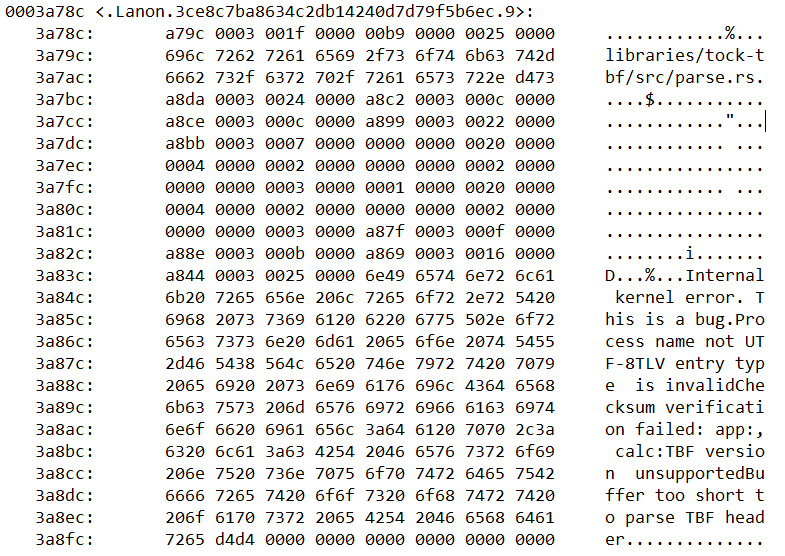 0003a78c <.Lanon.3ce8c7ba8634c2db14240d7d79f5b6ec.9>:
3a78c: a79c 0003 001f 0000 00b9 0000 0025 0000 ............%...
3a79c: 696c 7262 7261 6569 2f73 6f74 6b63 742d libraries/tock-t
3a7ac: 6662 732f 6372 702f 7261 6573 722e d473 bf/src/parse.rs.
3a7bc: a8da 0003 0024 0000 a8c2 0003 000c 0000 ....$...........
3a7cc: a8ce 0003 000c 0000 a899 0003 0022 0000 ............"...
3a7dc: a8bb 0003 0007 0000 0000 0000 0020 0000 ............ ...
3a7ec: 0004 0000 0002 0000 0000 0000 0002 0000 ................
3a7fc: 0000 0000 0003 0000 0001 0000 0020 0000 ............ ...
3a80c: 0004 0000 0002 0000 0000 0000 0002 0000 ................
3a81c: 0000 0000 0003 0000 a87f 0003 000f 0000 ................
3a82c: a88e 0003 000b 0000 a869 0003 0016 0000 ........i.......
3a83c: a844 0003 0025 0000 6e49 6574 6e72 6c61 D...%...Internal
3a84c: 6b20 7265 656e 206c 7265 6f72 2e72 5420 kernel error. T
3a85c: 6968 2073 7369 6120 6220 6775 502e 6f72 his is a bug.Pro
3a86c: 6563 7373 6e20 6d61 2065 6f6e 2074 5455 cess name not UT
3a87c: 2d46 5438 564c 6520 746e 7972 7420 7079 F-8TLV entry typ
3a88c: 2065 6920 2073 6e69 6176 696c 4364 6568 e  is invalidChe
3a89c: 6b63 7573 206d 6576 6972 6966 6163 6974 cksum verificati
3a8ac: 6e6f 6620 6961 656c 3a64 6120 7070 2c3a on failed: app:,
3a8bc: 6320 6c61 3a63 4254 2046 6576 7372 6f69 calc:TBF versio
3a8cc: 206e 7520 736e 7075 6f70 7472 6465 7542 n unsupportedBu
3a8dc: 6666 7265 7420 6f6f 7320 6f68 7472 7420 ffer too short t
3a8ec: 206f 6170 7372 2065 4254 2046 6568 6461 o parse TBF head
3a8fc: 7265 d4d4 0000 0000 0000 0000 0000 0000 er..............